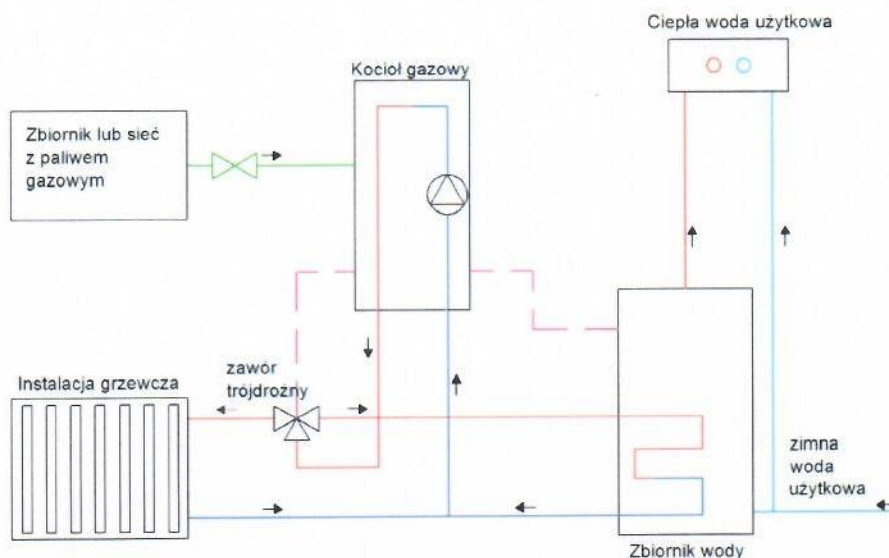 Ciepła woda użytkowa
Kocioł gazowy
Zbiornik lub sieć
z paliwem
gazowym
zawór
trójdrożny
Instalacja grzewcza
zimna
woda
użytkowa
Zbiornik wody